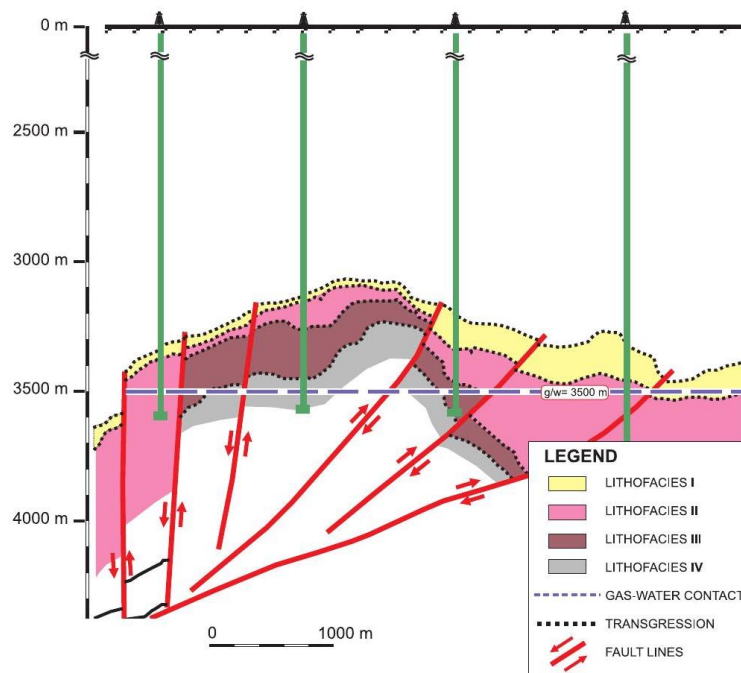 0 m
2500 m
3000 m
3500 m
g/w= 3500 m
4000 m
0 1000 m
LEGEND
LITHOFACIES I
LITHOFACIES II
LITHOFACIES III
LITHOFACIES IV
GAS-WATER CONTACT
TRANSGRESSION
FAULT LINES